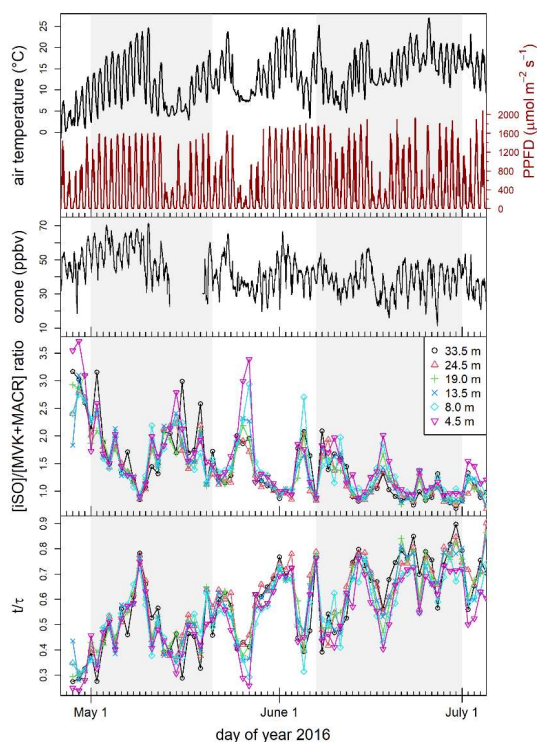 25
20
15
10
5
0
air temperature (°C)
2000
1600
1200
800
400
0
PPFD
(μmol m⁻² s⁻¹)
70
50
30
10
ozone (ppbv)
3.5
3.0
2.5
2.0
1.5
1.0
[ISO]/[MVK+MACR] ratio
33.5 m
24.5 m
19.0 m
13.5 m
8.0 m
4.5 m
0.9
0.8
0.7
0.6
0.5
0.4
0.3
t/τ
May 1 June 1 July 1
day of year 2016